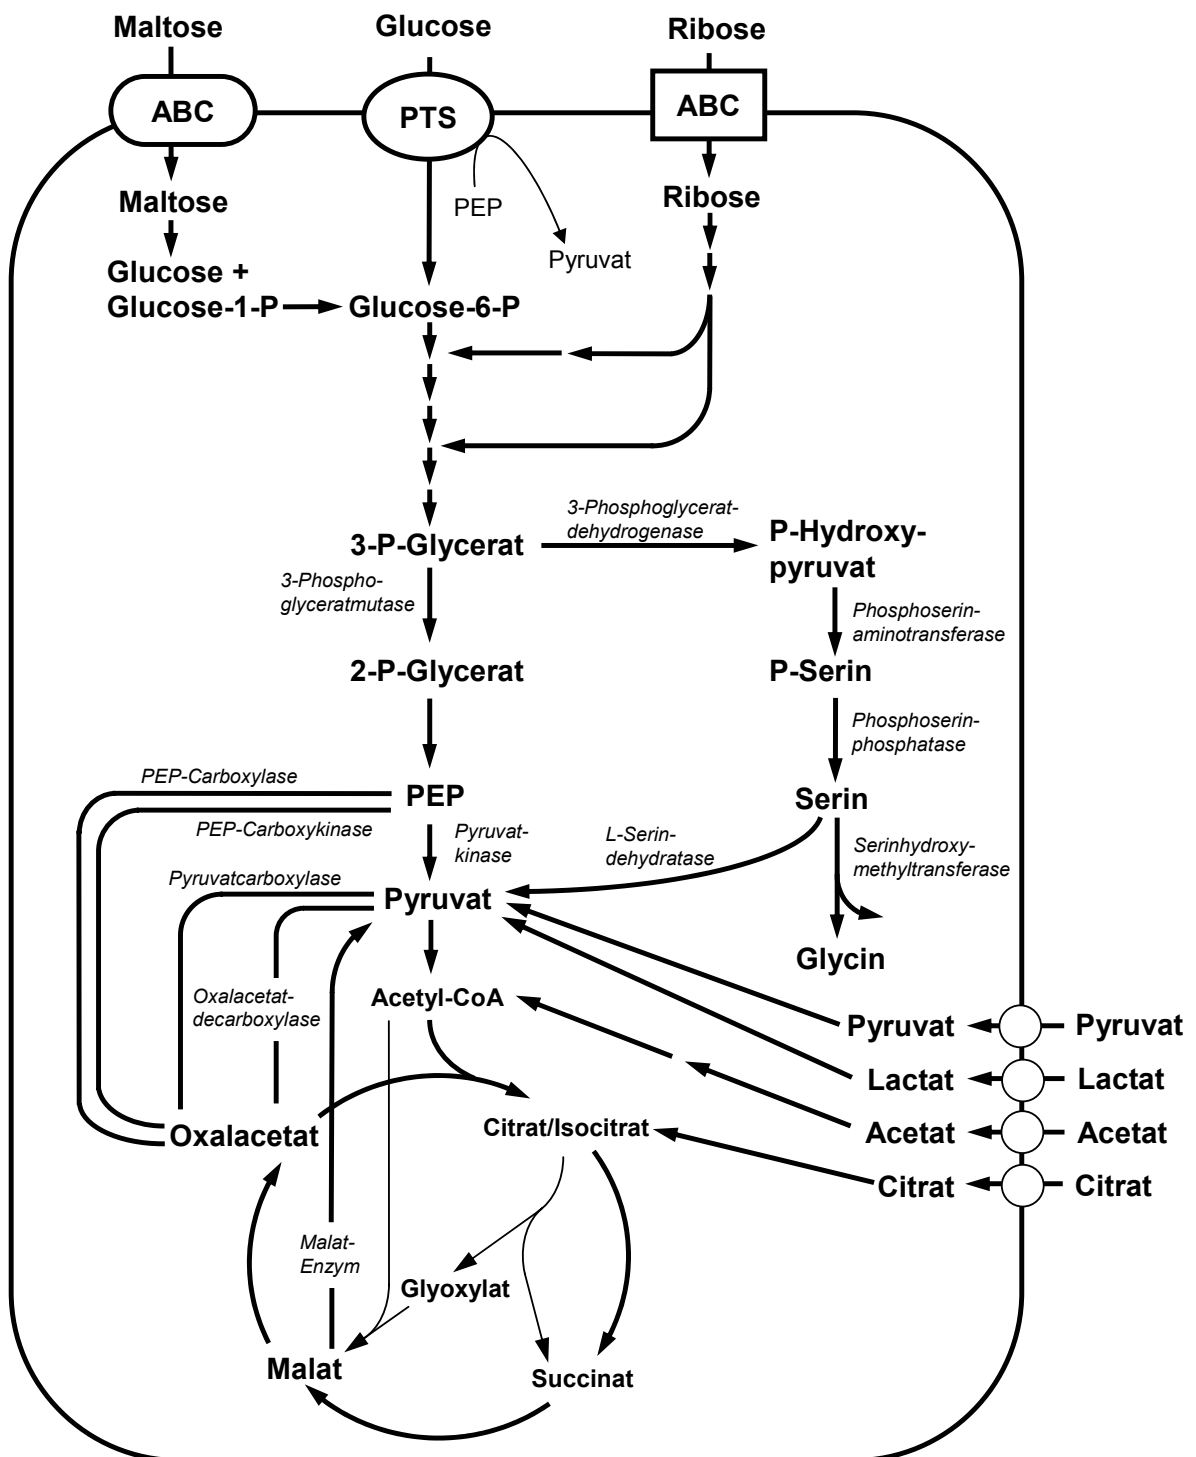 Maltose
Glucose
Ribose
ABC
PTS
ABC
Maltose
PEP
Ribose
Pyruvat
Glucose +
Glucose-1-P
Glucose-6-P
3-Phosphoglycerat-
dehydrogenase
3-P-Glycerat
P-Hydroxy-
pyruvat
3-Phospho-
glyceratmutase
Phosphoserin-
aminotransferase
2-P-Glycerat
P-Serin
Phosphoserin-
phosphatase
PEP-Carboxylase
PEP
Serin
PEP-Carboxykinase
Pyruvat-
kinase
L-Serin-
dehydratase
Serinhydroxy-
methyltransferase
Pyruvatcarboxylase
Pyruvat
Glycin
Oxalacetat-
decarboxylase
Acetyl-CoA
Pyruvat
Pyruvat
Lactat
Lactat
Oxalacetat
Citrat/Isocitrat
Acetat
Acetat
Citrat
Citrat
Malat-
Enzym
Glyoxylat
Malat
Succinat